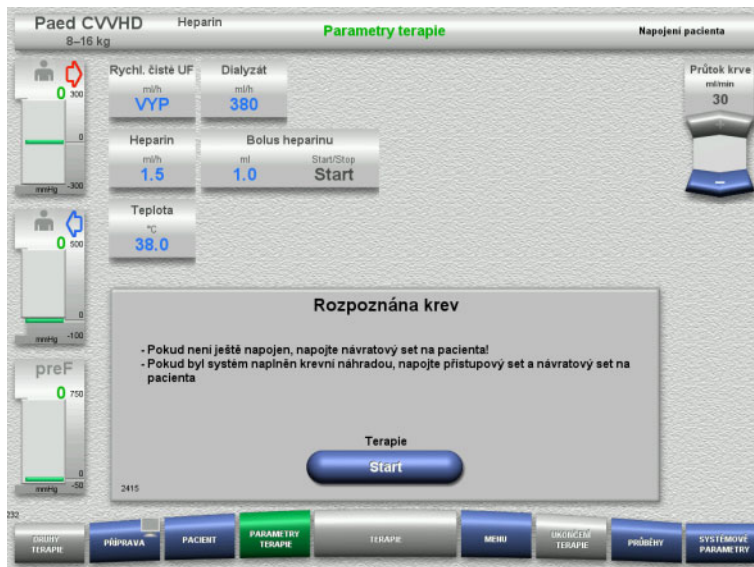 Paed CVVHD Heparin
8–16 kg
Parametry terapie
Napojení pacienta
0 300
0
mmHg -300
0 500
0
mmHg -100
preF
0 750
0
mmHg -50
Rychl. čisté UF Dialyzát
ml/h ml/h
VYP 380
Heparin Bolus heparinu
ml/h ml Start/Stop
1.5 1.0 Start
Teplota
°C
38.0
Průtok krve
ml/min
30
Rozpoznána krev
- Pokud není ještě napojen, napojte návratový set na pacienta!
- Pokud byl systém naplněn krevní náhradou, napojte přístupový set a návratový set na
pacienta
Terapie
Start
2415
232
DRUHY
TERAPIE
PŘÍPRAVA
PACIENT
PARAMETRY
TERAPIE
TERAPIE
MENU
UKONČENÍ
TERAPIE
PRŮBĚHY
SYSTÉMOVÉ
PARAMETRY